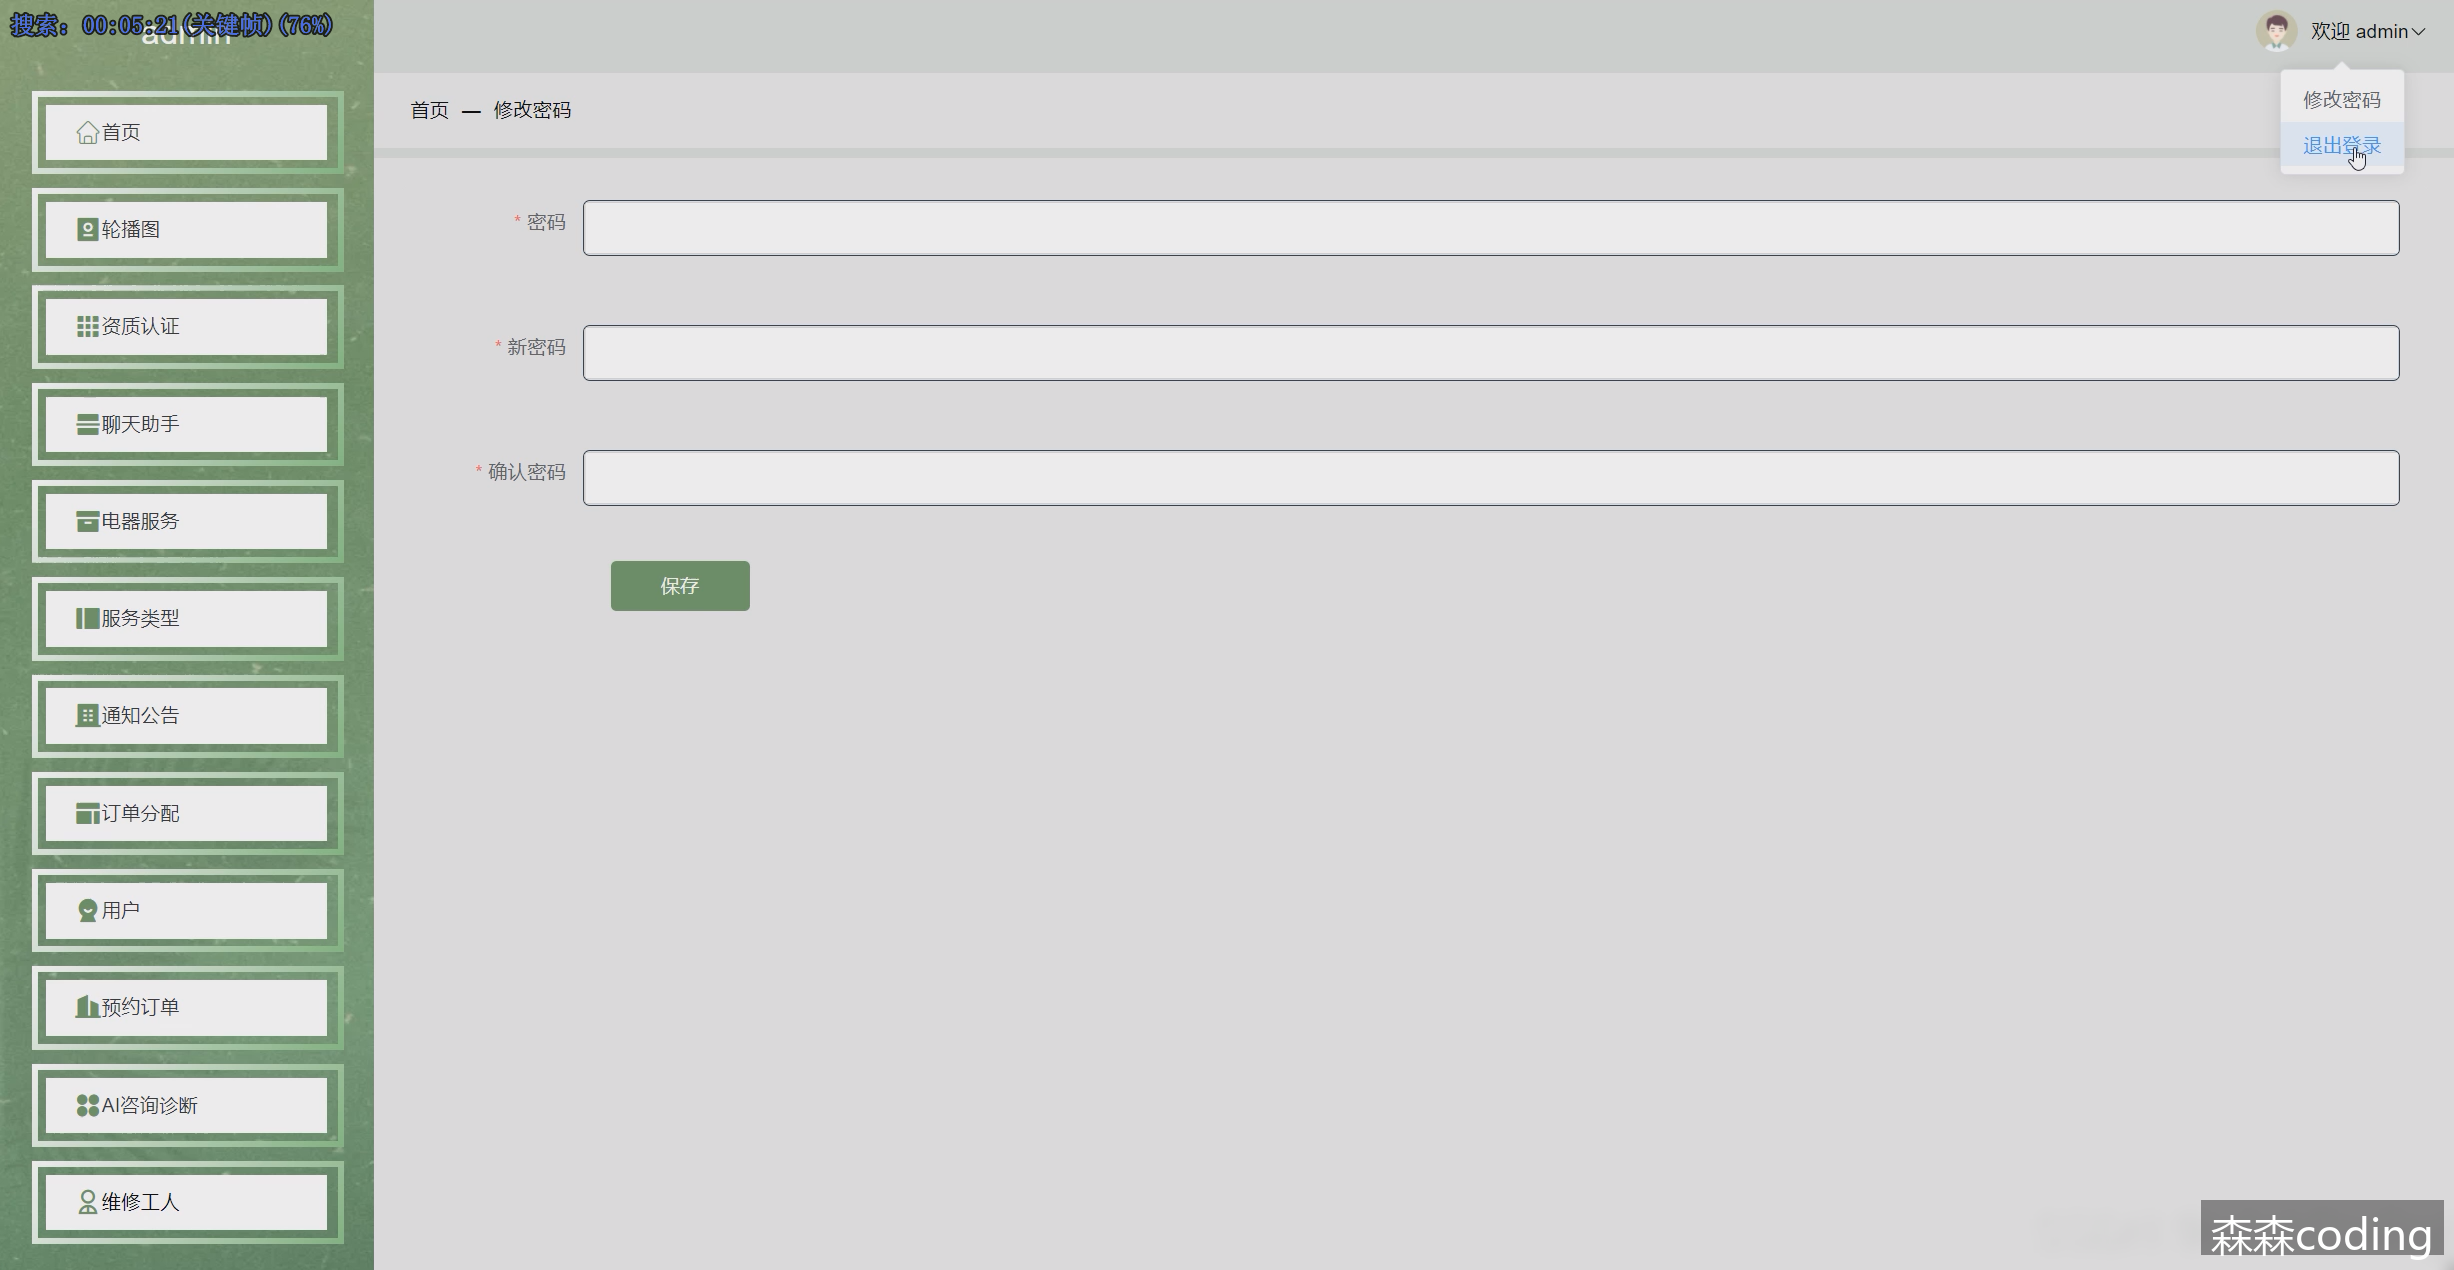 搜索: 00:05:21(关键帧)(76%)
admin
欢迎 admin
修改密码
退出登录
首页 — 修改密码
首页
轮播图
资质认证
聊天助手
电器服务
服务类型
通知公告
订单分配
用户
预约订单
AI咨询诊断
维修工人
* 密码
* 新密码
* 确认密码
保存
森森coding